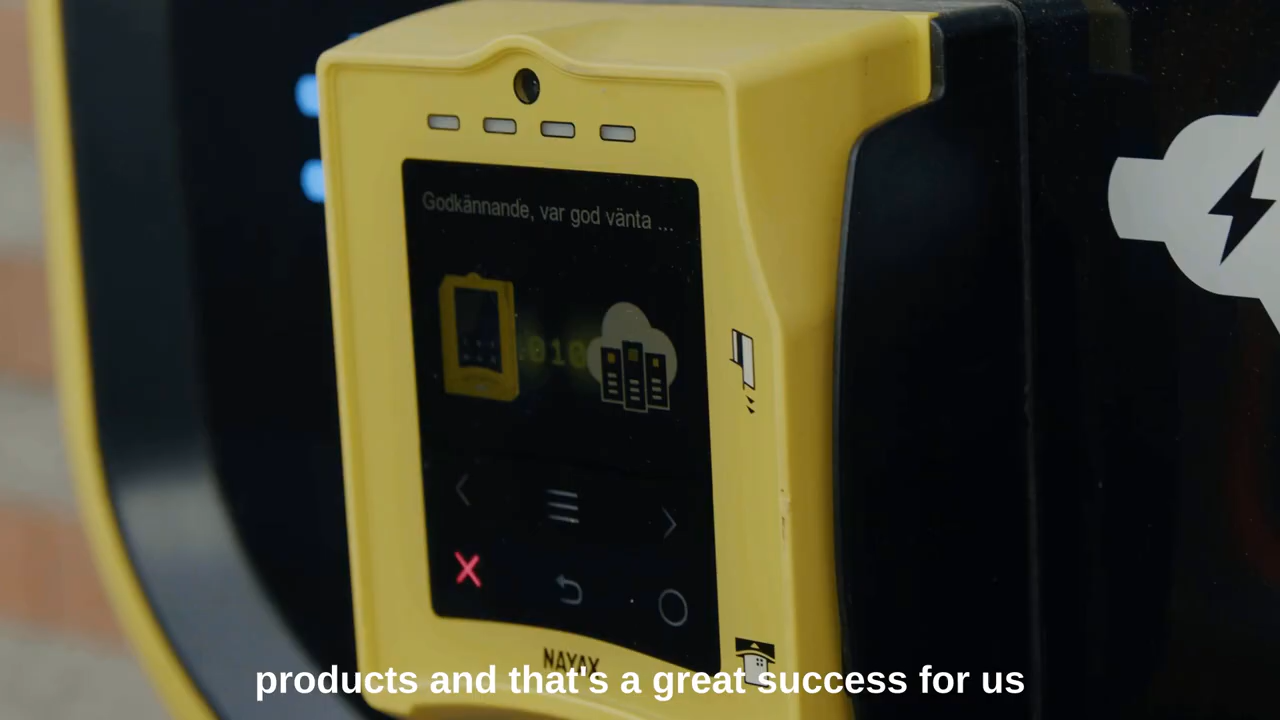 Godkännande, var god vänta ...
010
NAYAX
products and that's a great success for us